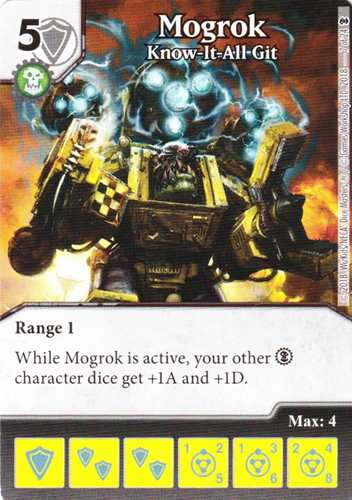 5
Mogrok
Know-It-All Git
Range 1
While Mogrok is active, your other
character dice get +1A and +1D.
Max: 4
1 2 5
1 3 6
2 4 8